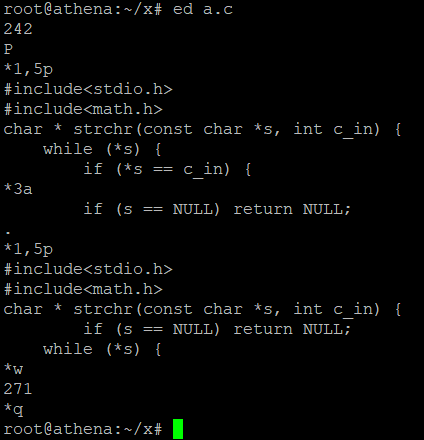 root@athena:~/x# ed a.c
242
P
*1,5p
#include<stdio.h>
#include<math.h>
char * strchr(const char *s, int c_in) {
    while (*s) {
        if (*s == c_in) {
*3a
        if (s == NULL) return NULL;
.
*1,5p
#include<stdio.h>
#include<math.h>
char * strchr(const char *s, int c_in) {
        if (s == NULL) return NULL;
    while (*s) {
*w
271
*q
root@athena:~/x#